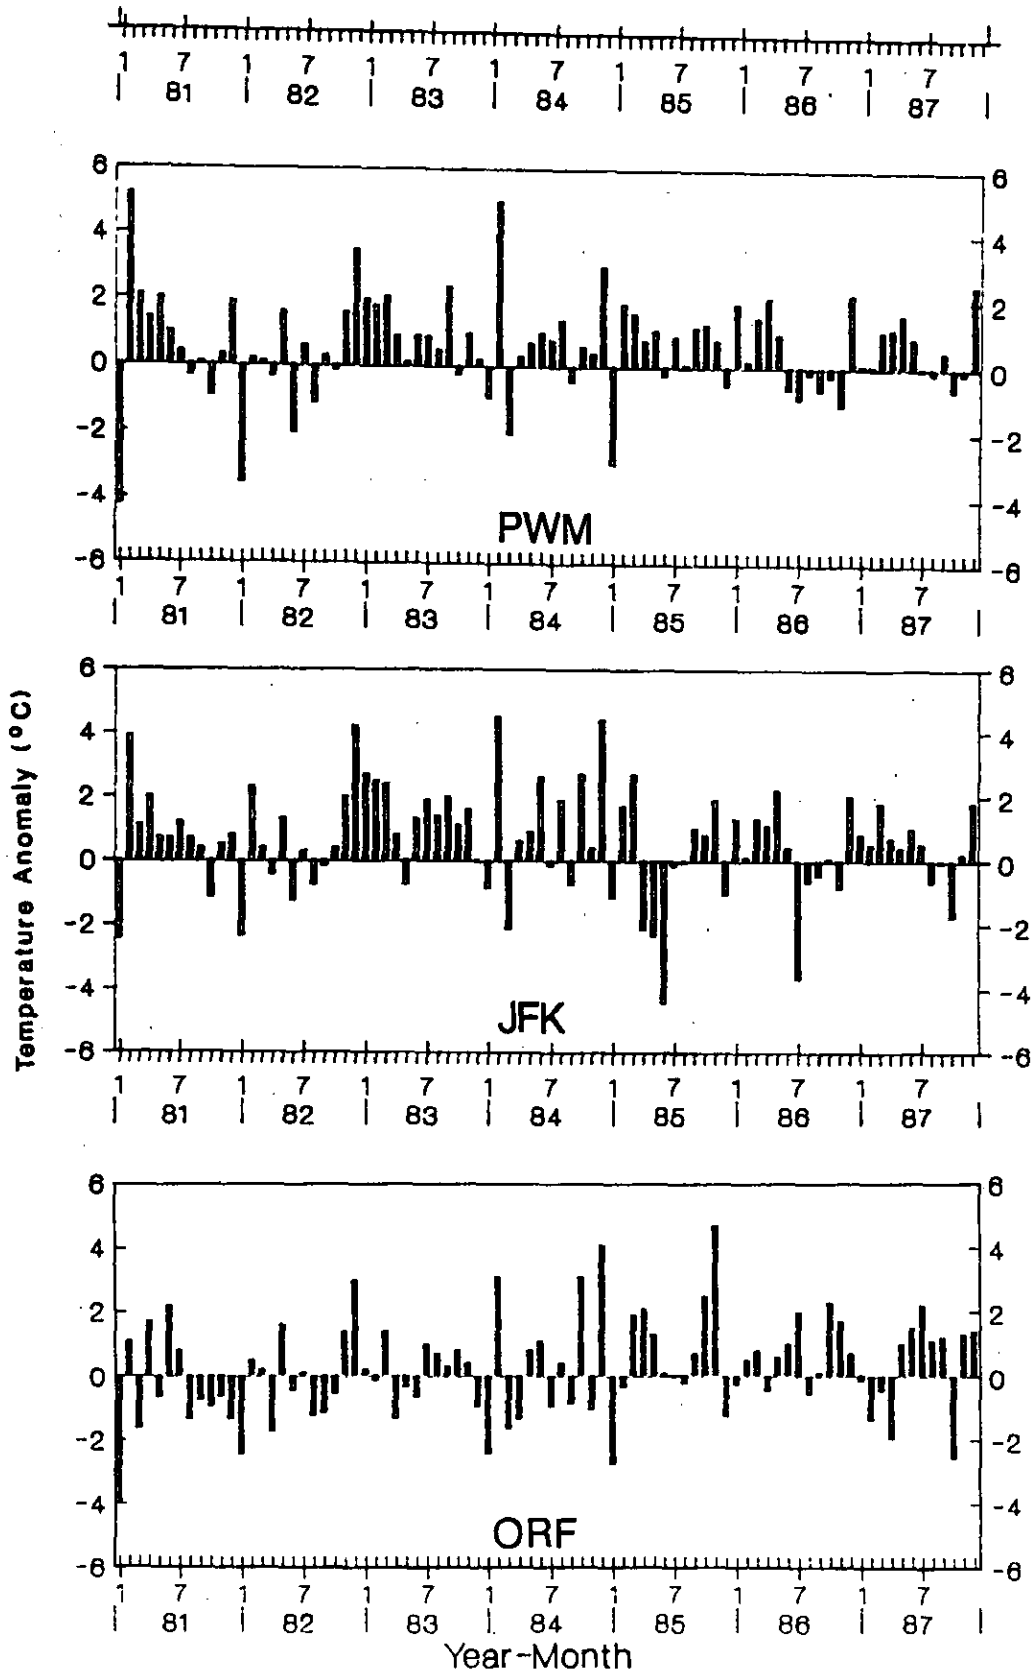 1 7 1 7 1 7 1 7 1 7 1 7 1 7
| 81 | 82 | 83 | 84 | 85 | 86 | 87 |
6 6
4 4
2 2
0 0
-2 -2
-4 -4
PWM
-6 -6
1 7 1 7 1 7 1 7 1 7 1 7 1 7
| 81 | 82 | 83 | 84 | 85 | 86 | 87 |
Temperature Anomaly (°C)
6 6
4 4
2 2
0 0
-2 -2
-4 -4
JFK
-6 -6
1 7 1 7 1 7 1 7 1 7 1 7 1 7
| 81 | 82 | 83 | 84 | 85 | 86 | 87 |
6 6
4 4
2 2
0 0
-2 -2
-4 -4
ORF
-6 -6
1 7 1 7 1 7 1 7 1 7 1 7 1 7
| 81 | 82 | 83 | 84 | 85 | 86 | 87 |
Year-Month